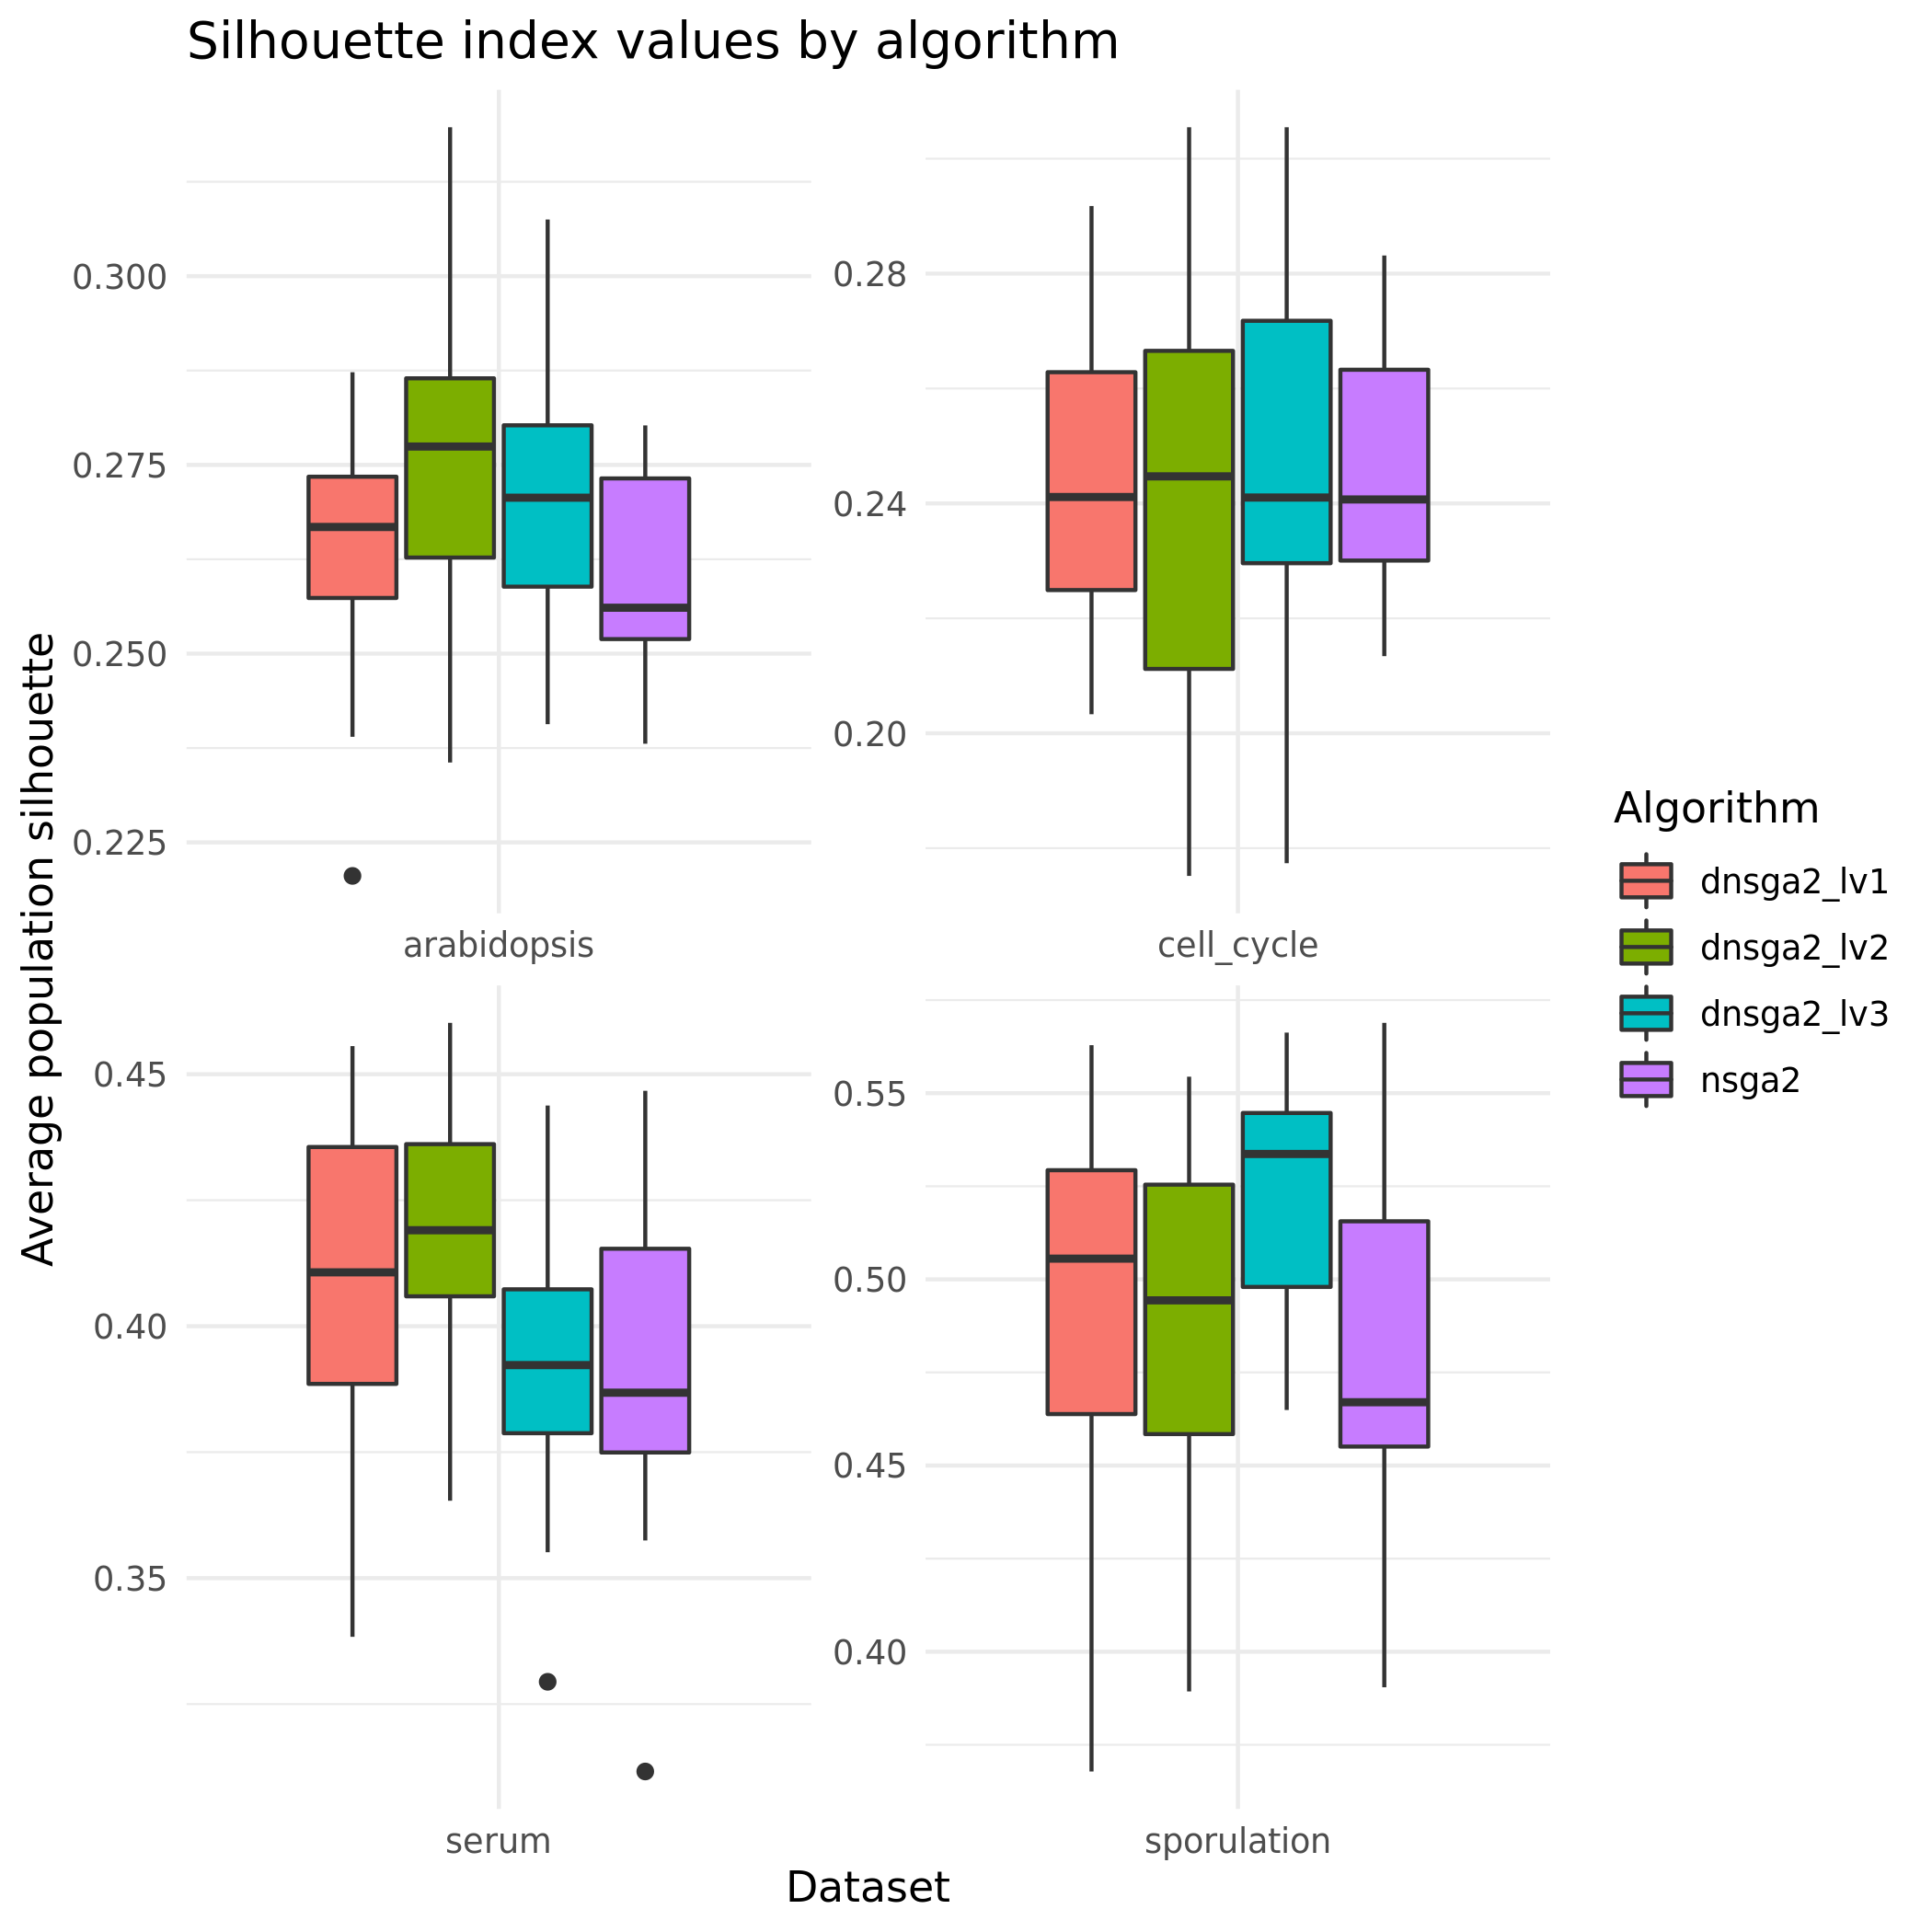 Silhouette index values by algorithm
Average population silhouette
0.300
0.275
0.250
0.225
arabidopsis
0.28
0.24
0.20
cell_cycle
0.45
0.40
0.35
serum
0.55
0.50
0.45
0.40
sporulation
Dataset
Algorithm
dnsga2_lv1
dnsga2_lv2
dnsga2_lv3
nsga2